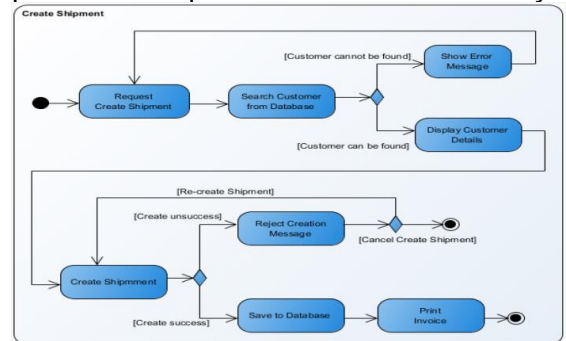 Create Shipment
[Customer cannot be found]
Show Error
Message
Request
Create Shipment
Search Customer
from Database
Display Customer
Details
[Customer can be found]
[Re-create Shipment]
[Create unsuccess]
Reject Creation
Message
[Cancel Create Shipment]
Create Shipmment
[Create success]
Save to Database
Print
Invoice